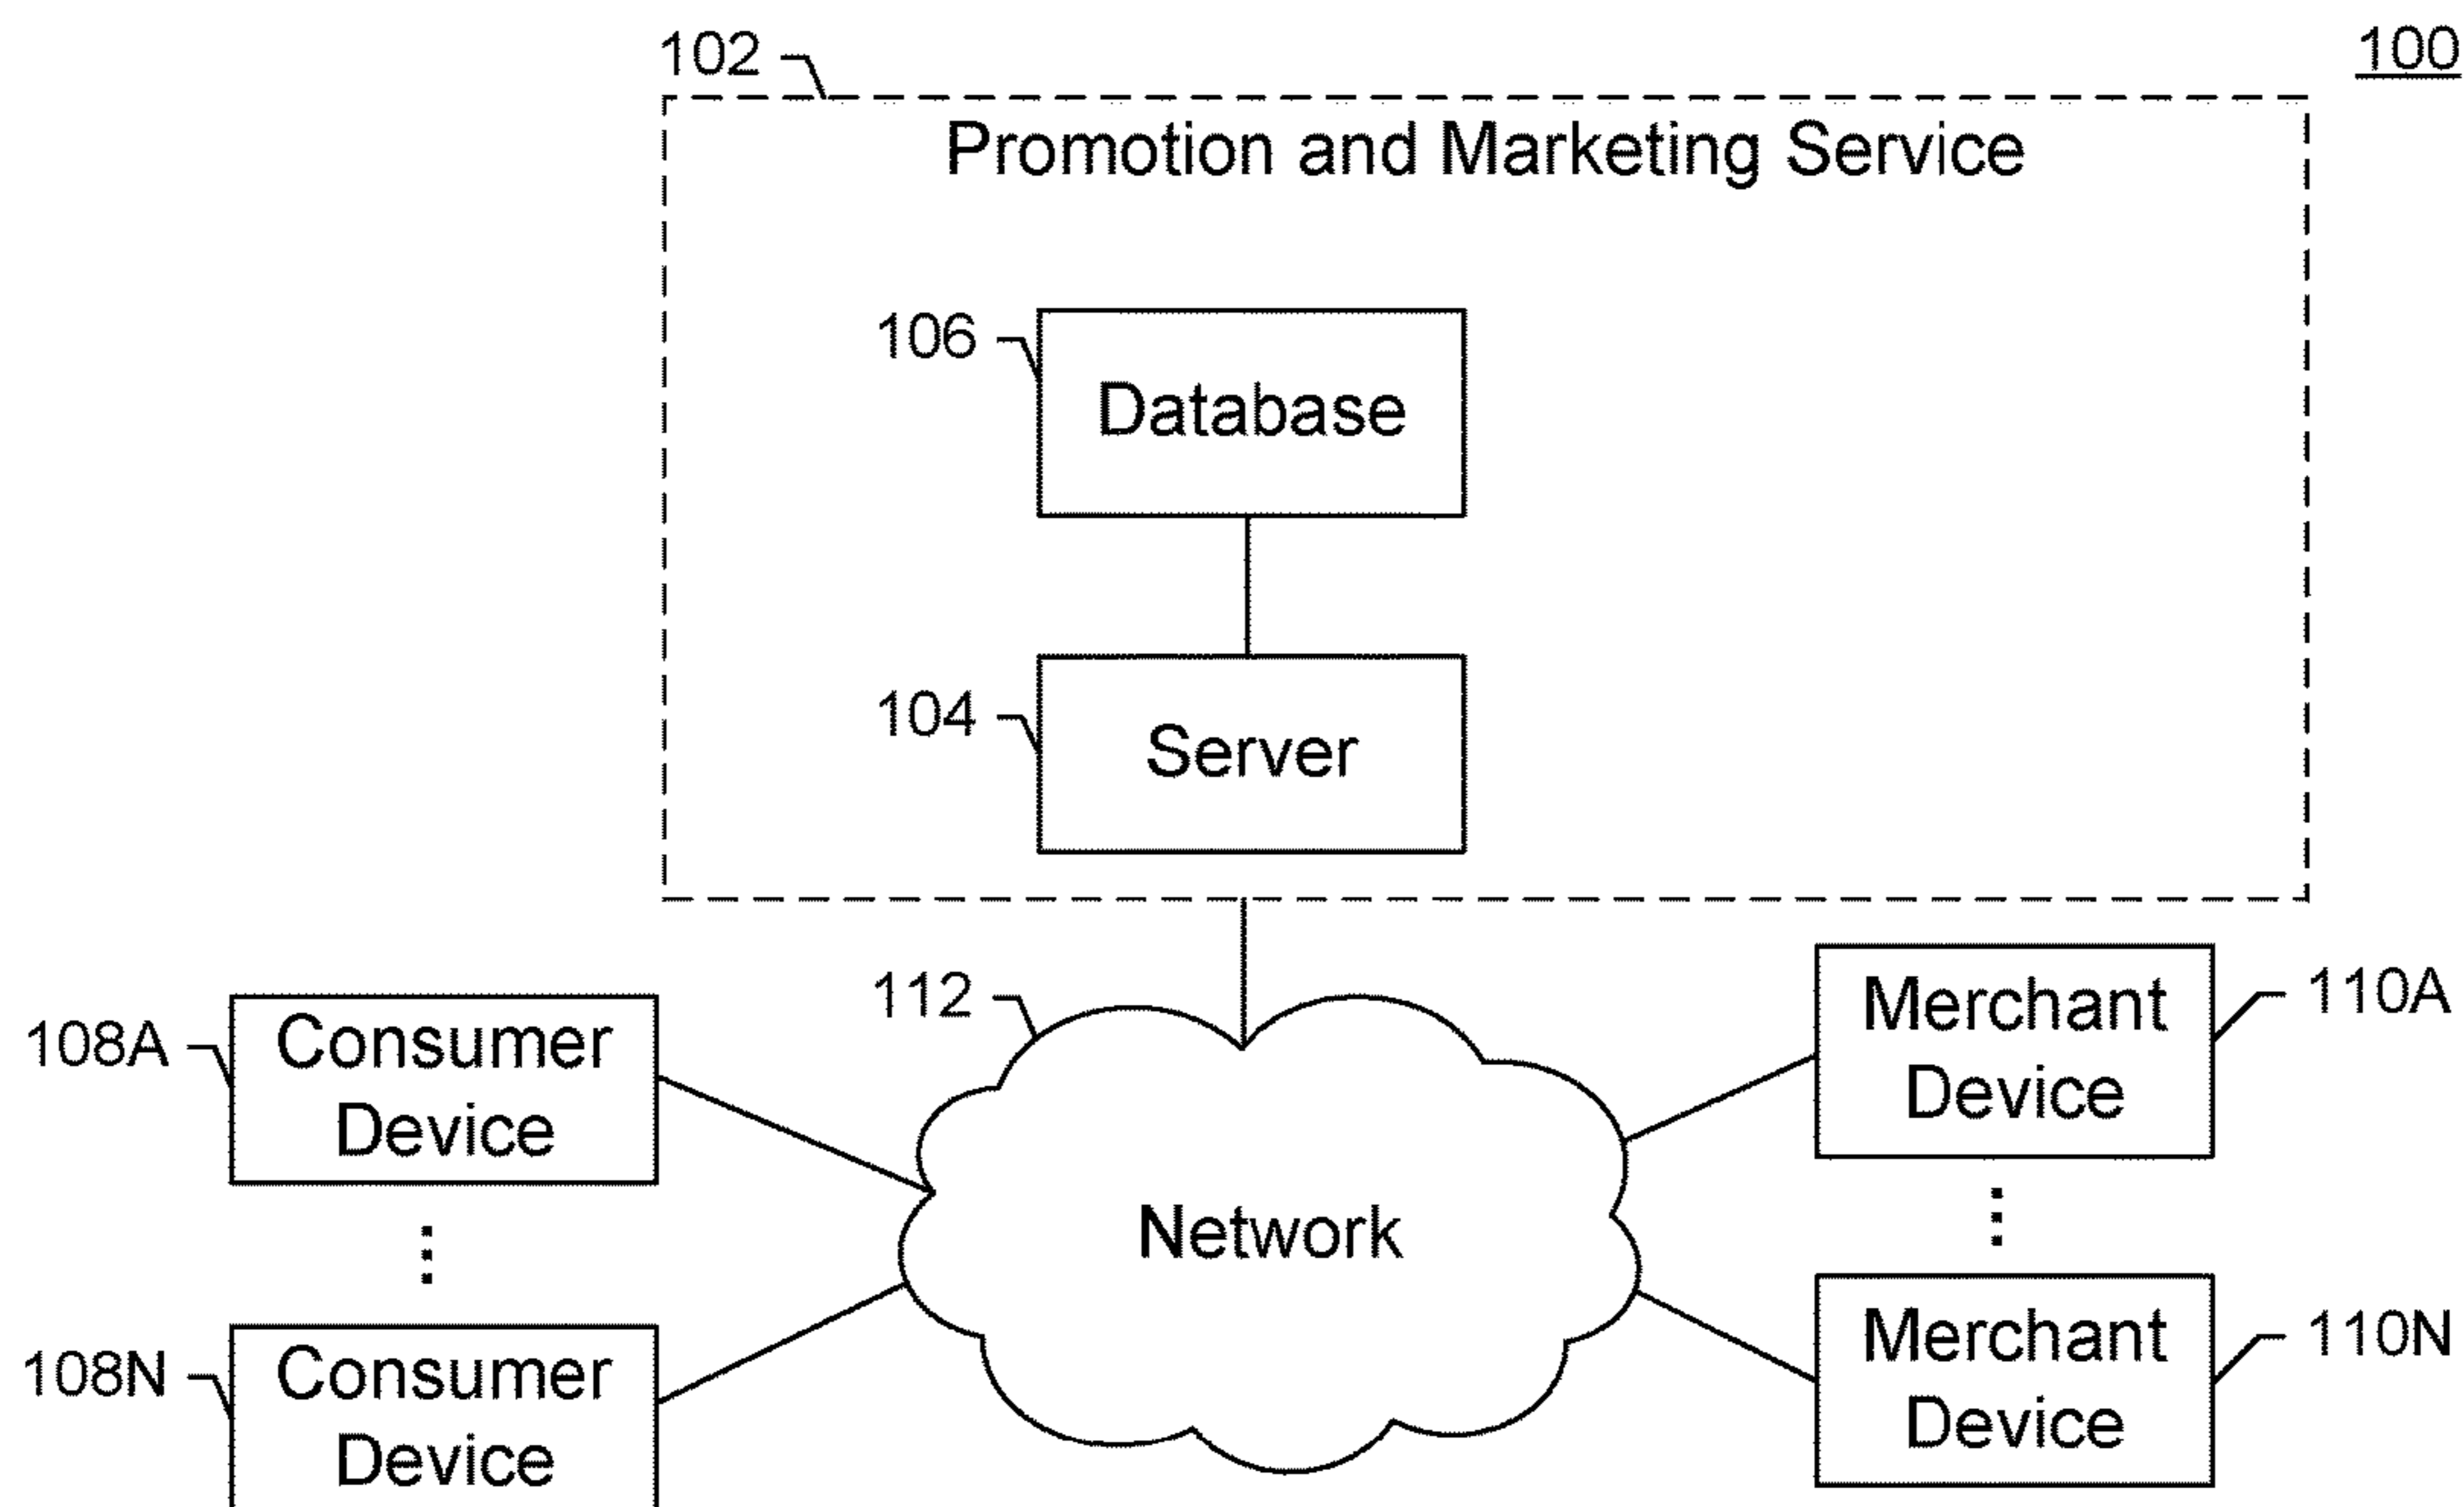 100
102
Promotion and Marketing Service
106
Database
104
Server
112
108A
Consumer
Device
108N
Consumer
Device
Network
Merchant
Device
110A
Merchant
Device
110N